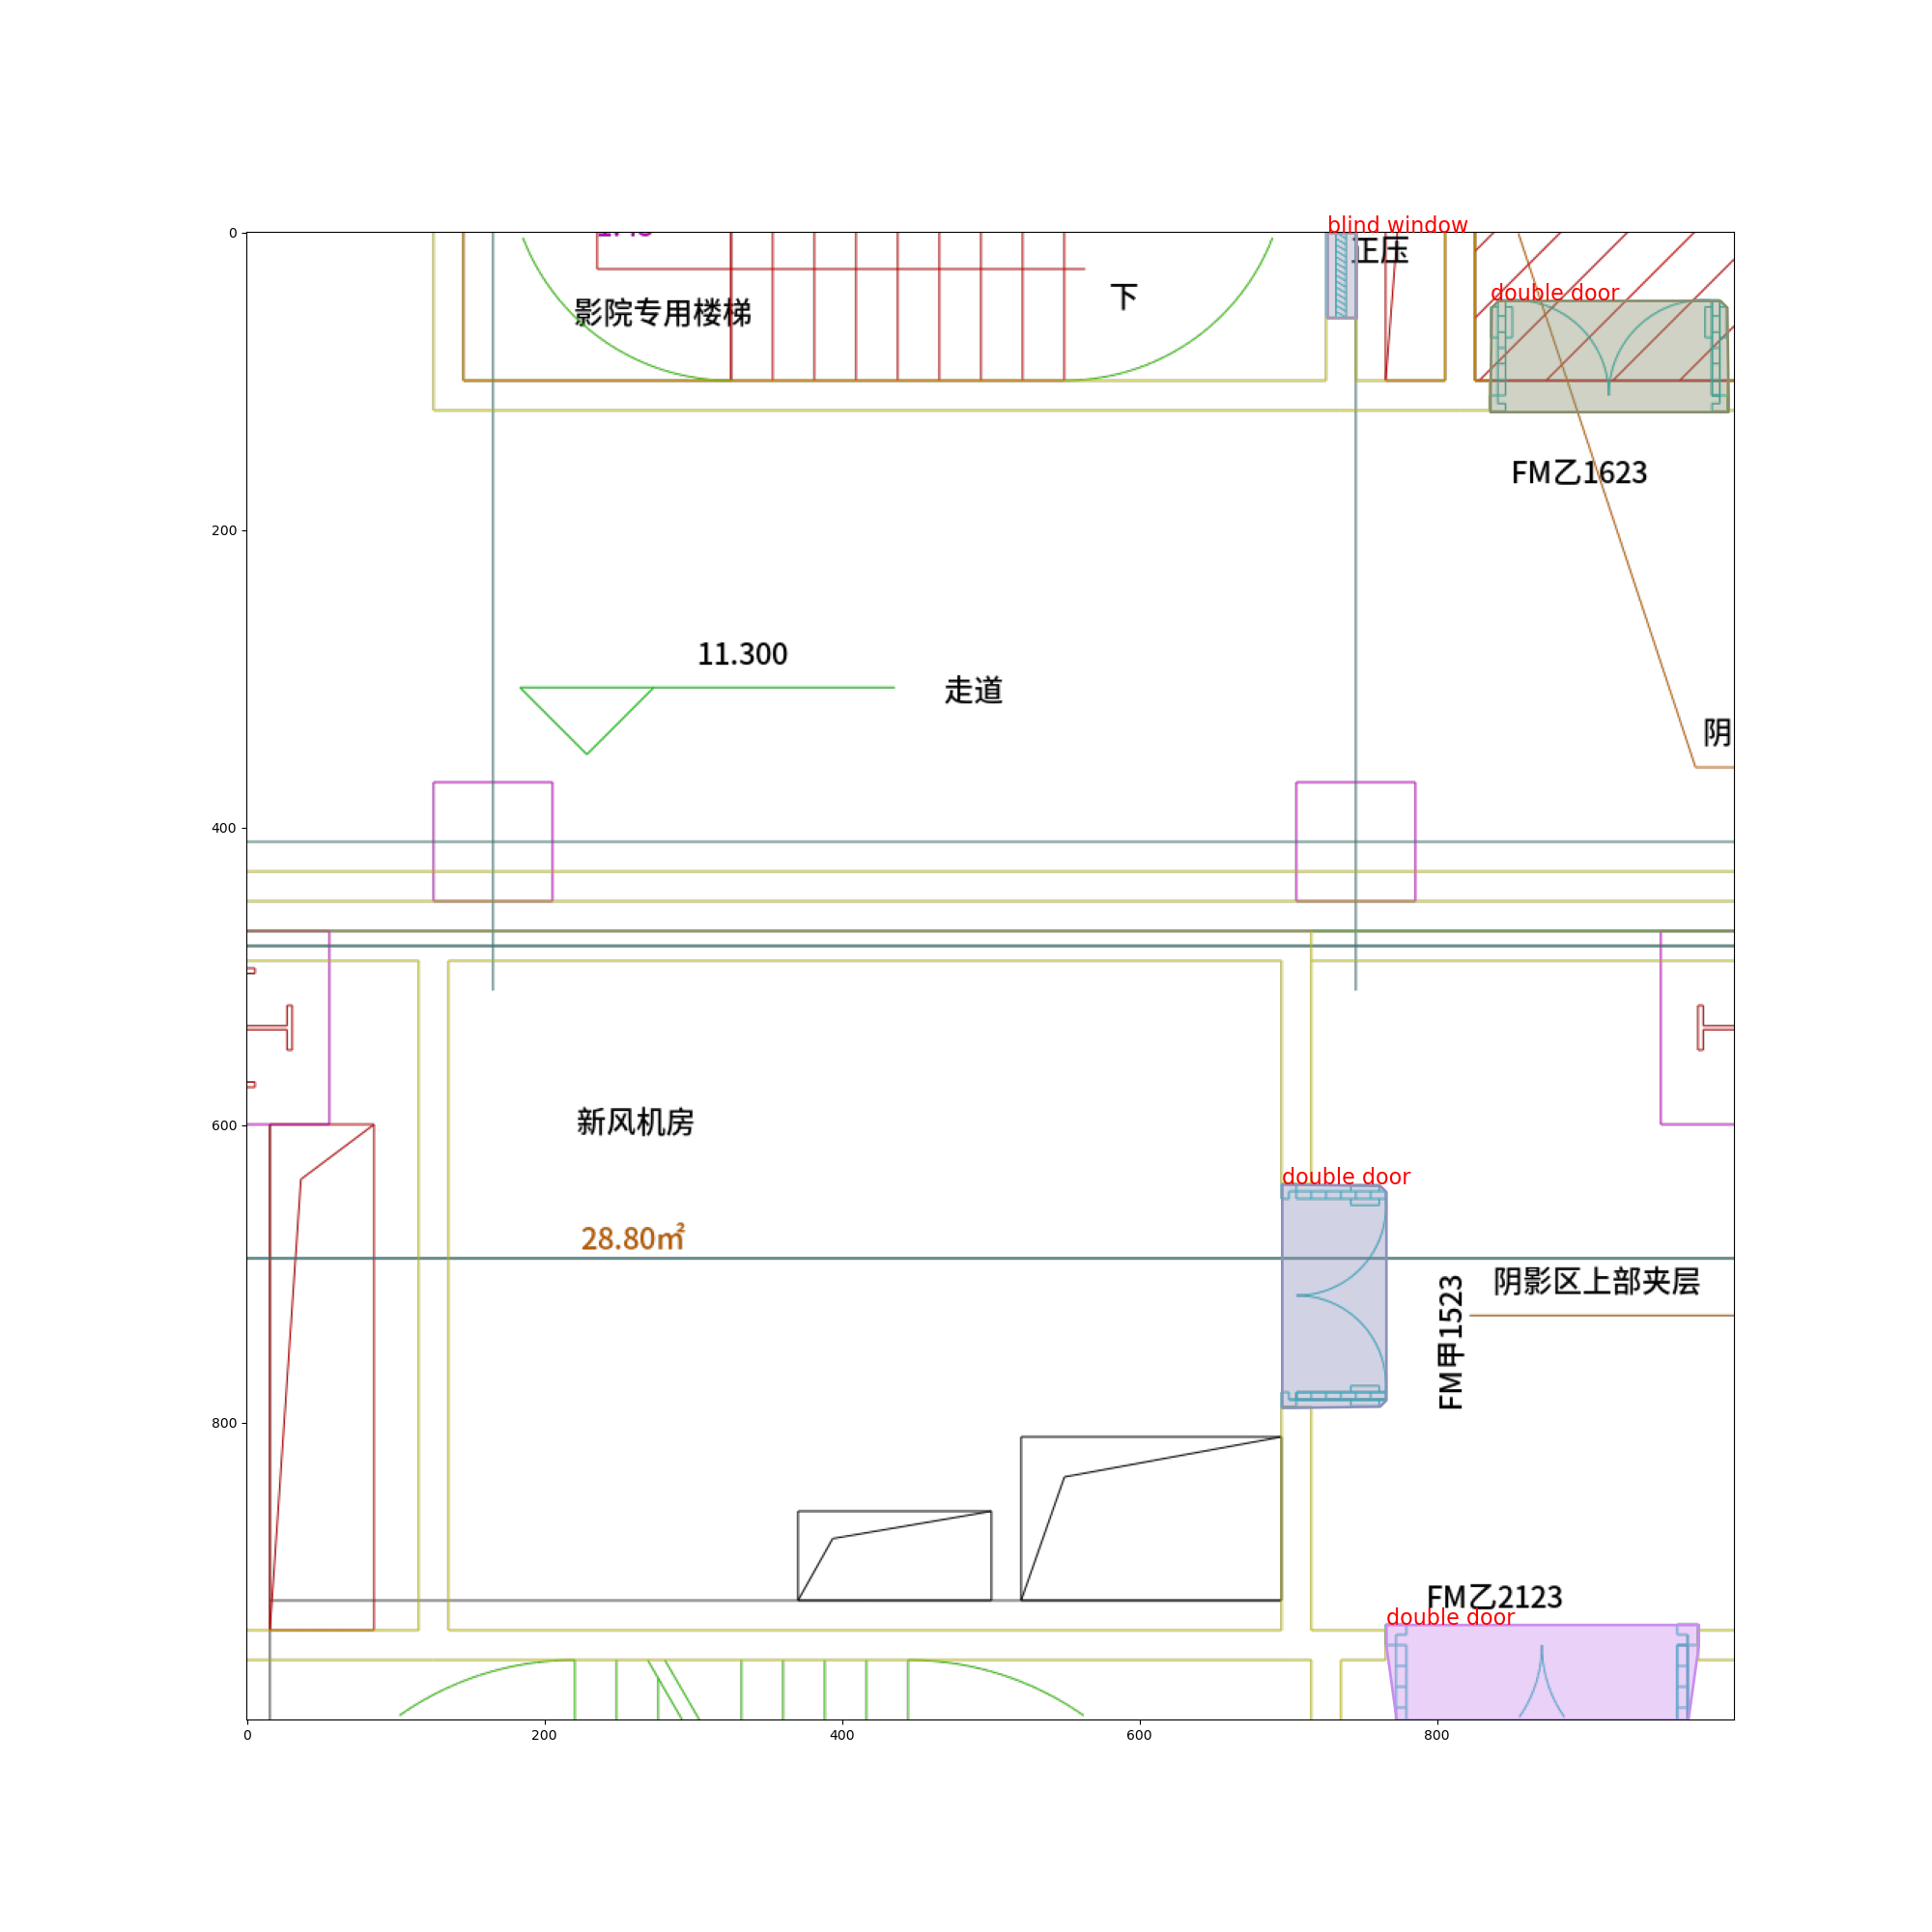 blind window
正压
double door
影院专用楼梯
下
FM乙1623
11.300
走道
阴
新风机房
double door
28.80㎡
阴影区上部夹层
FM甲1523
FM乙2123
double door
0
200
400
600
800
0
200
400
600
800